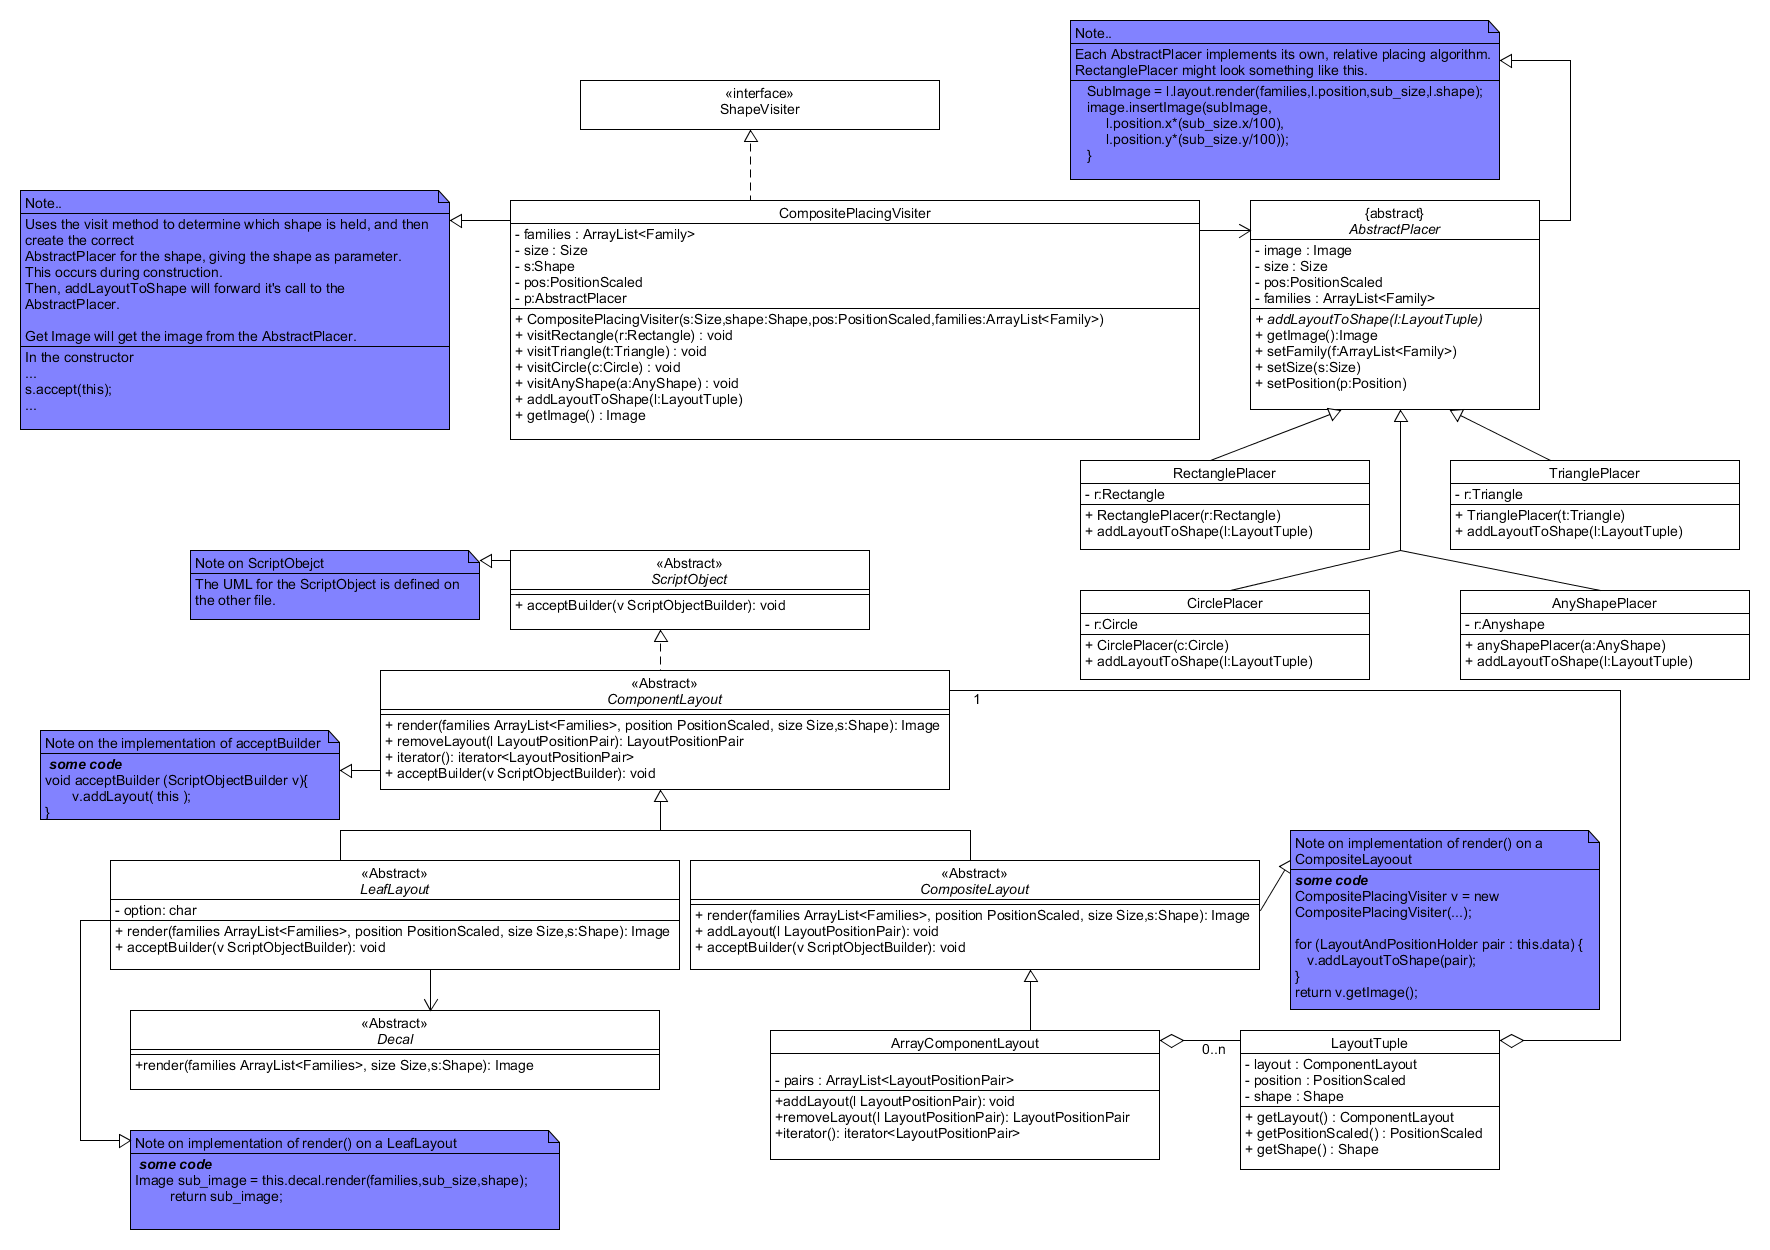 Note..
Each AbstractPlacer implements its own, relative placing algorithm.
RectanglePlacer might look something like this.
SubImage = l.layout.render(families,l.position,sub_size,l.shape);
image.insertImage(subImage,
l.position.x*(sub_size.x/100),
l.position.y*(sub_size.y/100));
}
«interface»
ShapeVisiter
Note..
Uses the visit method to determine which shape is held, and then
create the correct
AbstractPlacer for the shape, giving the shape as parameter.
This occurs during construction.
Then, addLayoutToShape will forward it's call to the
AbstractPlacer.
Get Image will get the image from the AbstractPlacer.
In the constructor
...
s.accept(this);
...
CompositePlacingVisiter
- families : ArrayList<Family>
- size : Size
- s:Shape
- pos:PositionScaled
- p:AbstractPlacer
+ CompositePlacingVisiter(s:Size,shape:Shape,pos:PositionScaled,families:ArrayList<Family>)
+ visitRectangle(r:Rectangle) : void
+ visitTriangle(t:Triangle) : void
+ visitCircle(c:Circle) : void
+ visitAnyShape(a:AnyShape) : void
+ addLayoutToShape(l:LayoutTuple)
+ getImage() : Image
{abstract}
AbstractPlacer
- image : Image
- size : Size
- pos:PositionScaled
- families : ArrayList<Family>
+ addLayoutToShape(l:LayoutTuple)
+ getImage():Image
+ setFamily(f:ArrayList<Family>)
+ setSize(s:Size)
+ setPosition(p:Position)
RectanglePlacer
- r:Rectangle
+ RectanglePlacer(r:Rectangle)
+ addLayoutToShape(l:LayoutTuple)
TrianglePlacer
- r:Triangle
+ TrianglePlacer(t:Triangle)
+ addLayoutToShape(l:LayoutTuple)
CirclePlacer
- r:Circle
+ CirclePlacer(c:Circle)
+ addLayoutToShape(l:LayoutTuple)
AnyShapePlacer
- r:Anyshape
+ anyShapePlacer(a:AnyShape)
+ addLayoutToShape(l:LayoutTuple)
Note on ScriptObejct
The UML for the ScriptObject is defined on
the other file.
«Abstract»
ScriptObject
+ acceptBuilder(v ScriptObjectBuilder): void
«Abstract»
ComponentLayout
+ render(families ArrayList<Families>, position PositionScaled, size Size,s:Shape): Image
+ removeLayout(l LayoutPositionPair): LayoutPositionPair
+ iterator(): iterator<LayoutPositionPair>
+ acceptBuilder(v ScriptObjectBuilder): void
1
Note on the implementation of acceptBuilder
some code
void acceptBuilder (ScriptObjectBuilder v){
v.addLayout( this );
}
«Abstract»
LeafLayout
- option: char
+ render(families ArrayList<Families>, position PositionScaled, size Size,s:Shape): Image
+ acceptBuilder(v ScriptObjectBuilder): void
«Abstract»
CompositeLayout
+ render(families ArrayList<Families>, position PositionScaled, size Size,s:Shape): Image
+ addLayout(l LayoutPositionPair): void
+ acceptBuilder(v ScriptObjectBuilder): void
Note on implementation of render() on a
CompositeLayoout
some code
CompositePlacingVisiter v = new
CompositePlacingVisiter(...);
for (LayoutAndPositionHolder pair : this.data) {
v.addLayoutToShape(pair);
}
return v.getImage();
«Abstract»
Decal
+render(families ArrayList<Families>, size Size,s:Shape): Image
ArrayComponentLayout
- pairs : ArrayList<LayoutPositionPair>
+addLayout(l LayoutPositionPair): void
+removeLayout(l LayoutPositionPair): LayoutPositionPair
+iterator(): iterator<LayoutPositionPair>
0..n
LayoutTuple
- layout : ComponentLayout
- position : PositionScaled
- shape : Shape
+ getLayout() : ComponentLayout
+ getPositionScaled() : PositionScaled
+ getShape() : Shape
Note on implementation of render() on a LeafLayout
some code
Image sub_image = this.decal.render(families,sub_size,shape);
return sub_image;